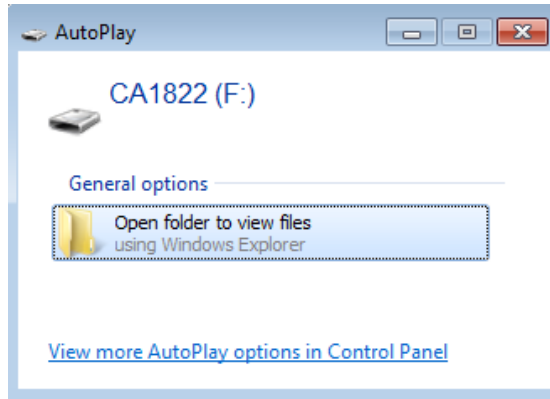 AutoPlay
CA1822 (F:)
General options
Open folder to view files
using Windows Explorer
View more AutoPlay options in Control Panel